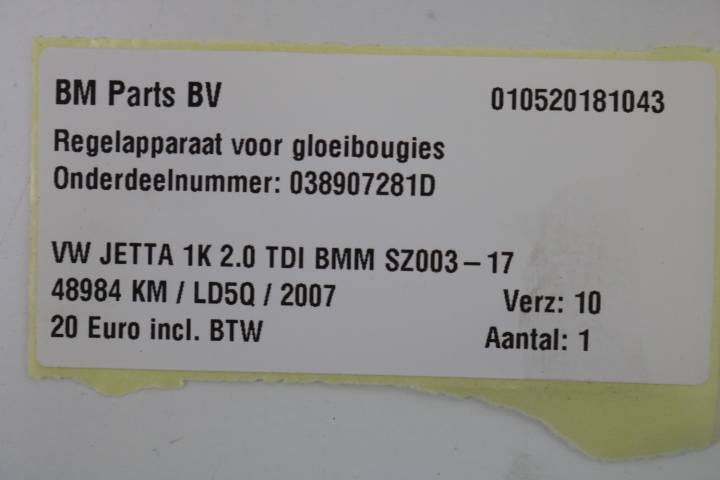 BM Parts BV 010520181043
Regelapparaat voor gloeibougies
Onderdeelnummer: 038907281D
VW JETTA 1K 2.0 TDI BMM SZ003-17
48984 KM / LD5Q / 2007 Verz: 10
20 Euro incl. BTW Aantal: 1